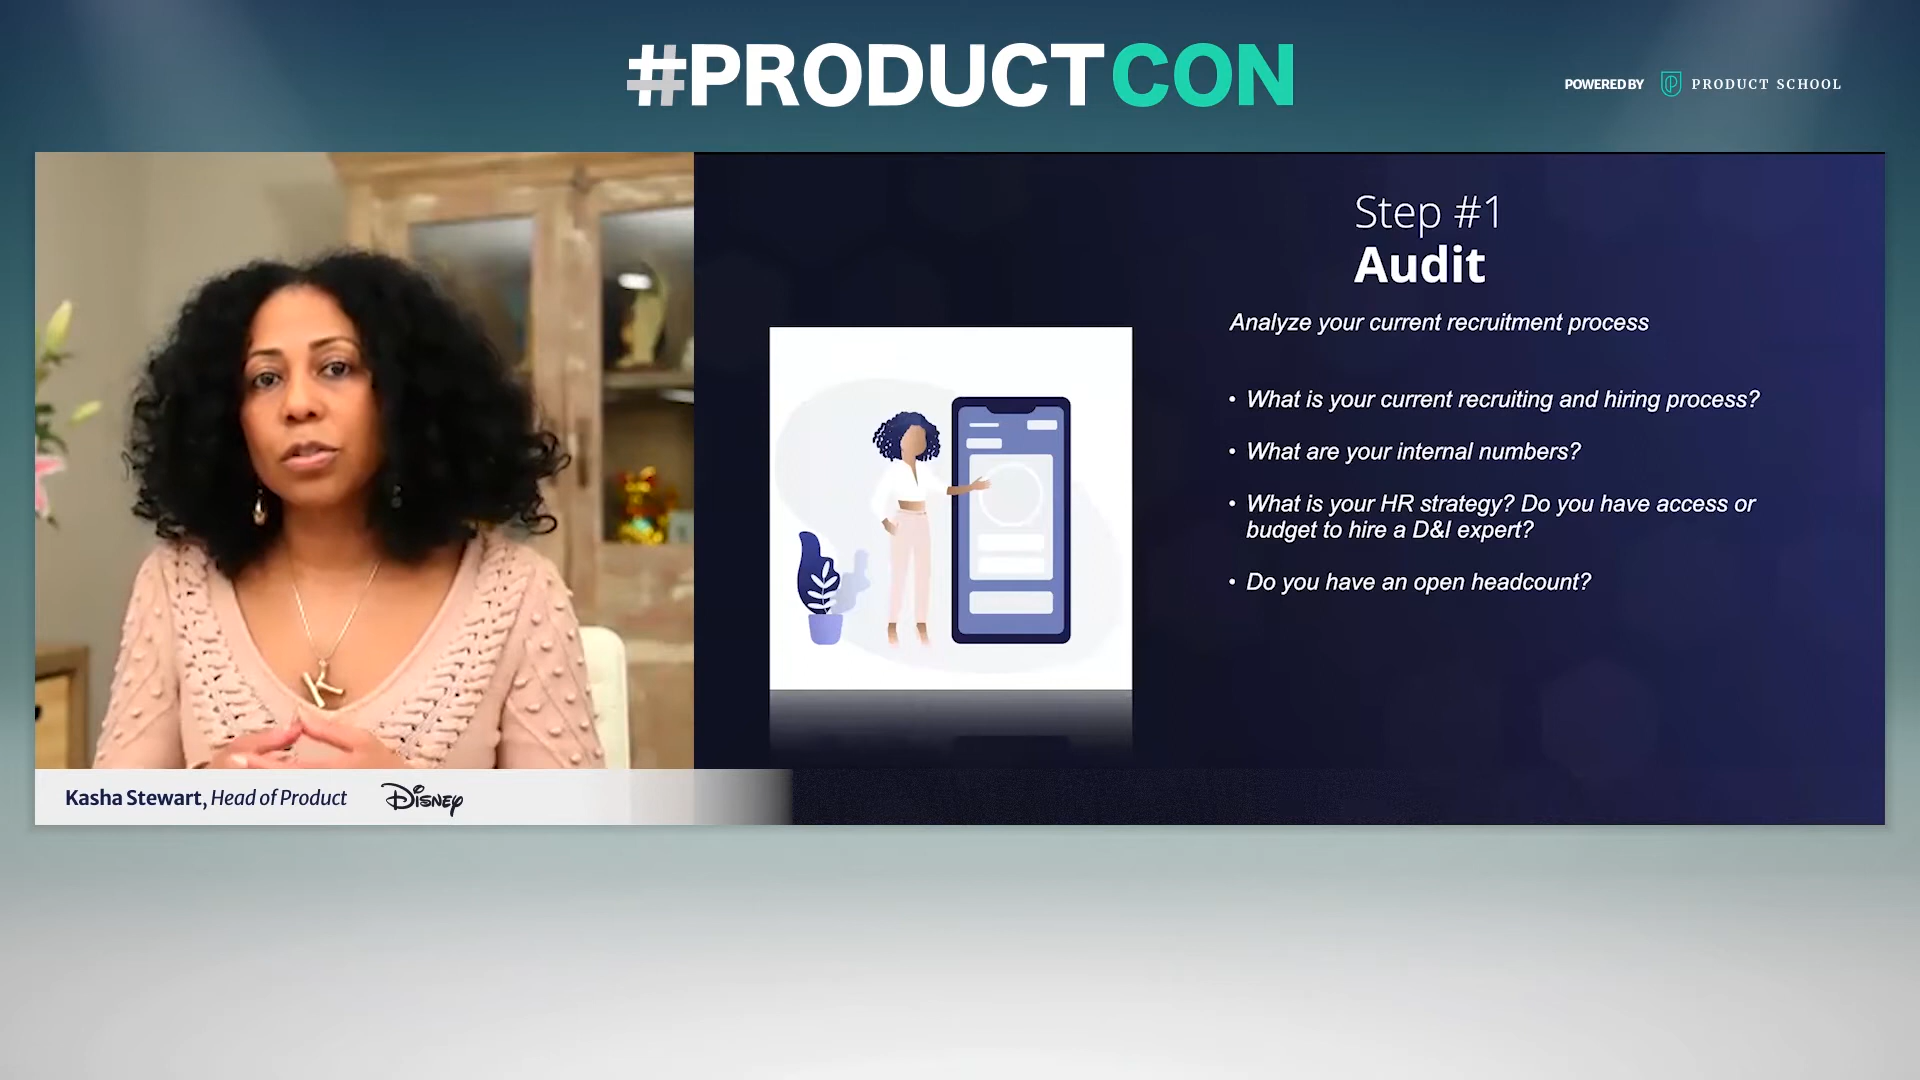 #PRODUCTCON
POWERED BY PRODUCT SCHOOL
Step #1
Audit
Analyze your current recruitment process
• What is your current recruiting and hiring process?
• What are your internal numbers?
• What is your HR strategy? Do you have access or
budget to hire a D&I expert?
• Do you have an open headcount?
K
Kasha Stewart, Head of Product Disney